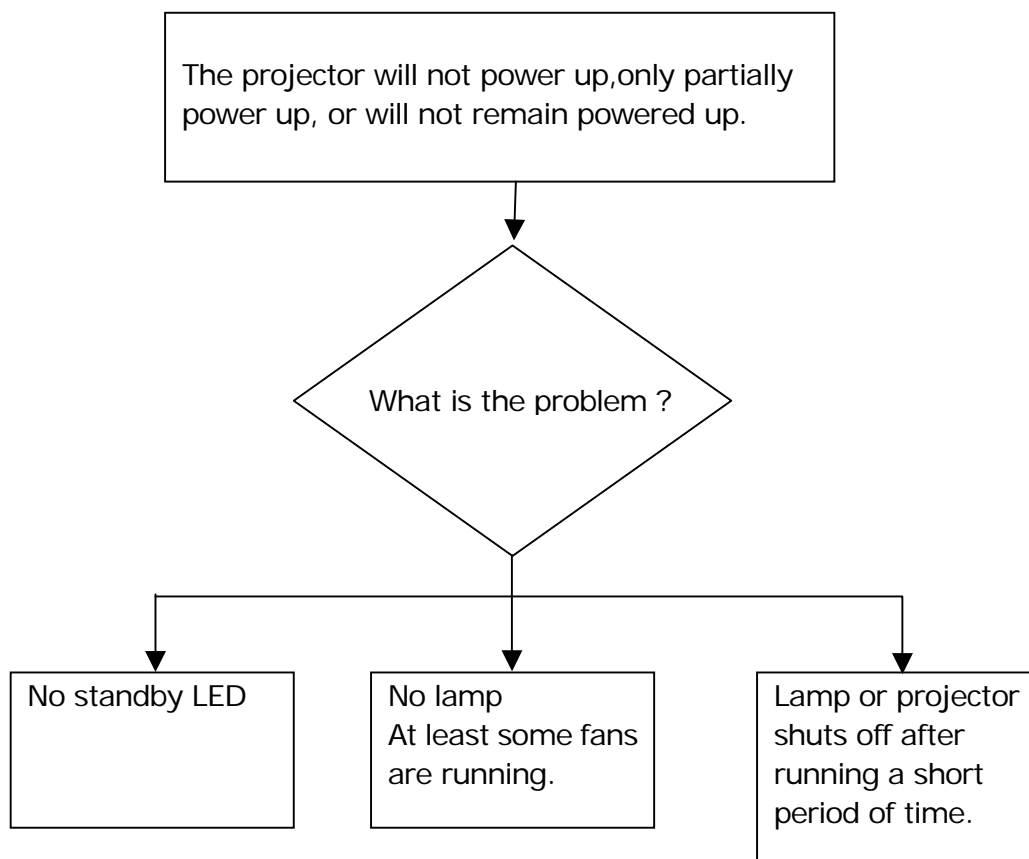 The projector will not power up,only partially
power up, or will not remain powered up.
What is the problem ?
No standby LED
No lamp
At least some fans
are running.
Lamp or projector
shuts off after
running a short
period of time.